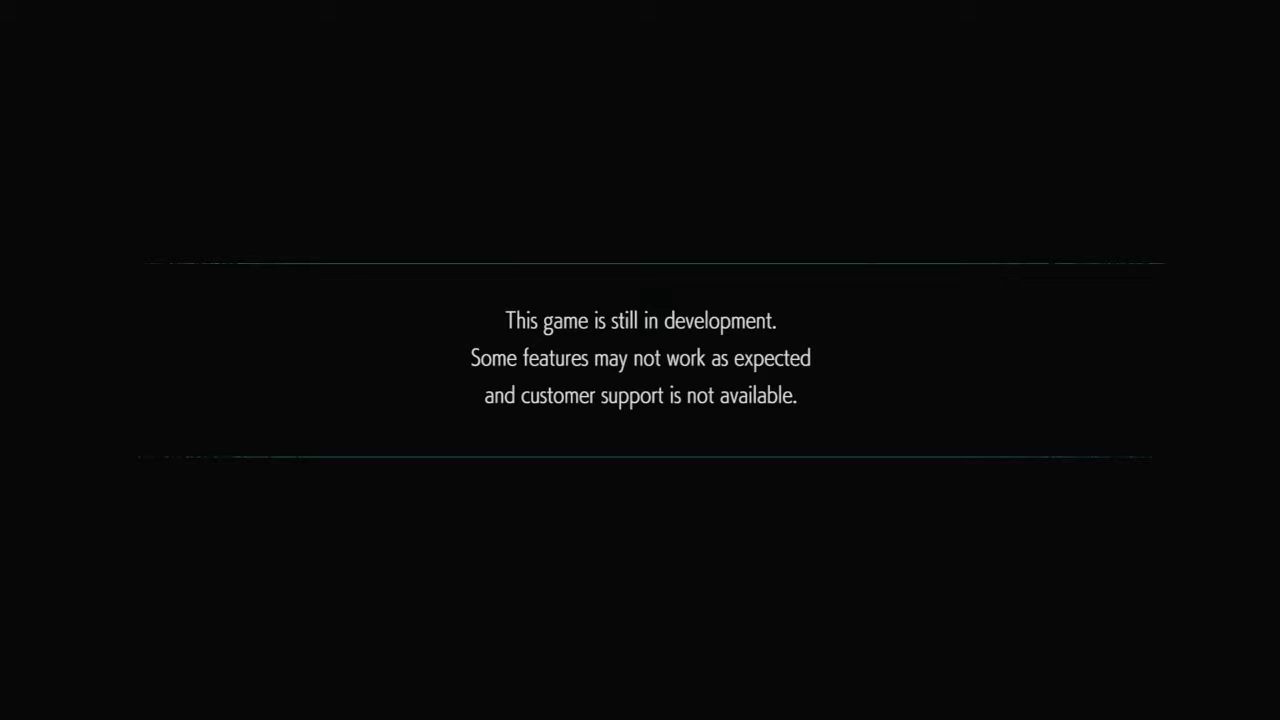 This game is still in development.
Some features may not work as expected
and customer support is not available.